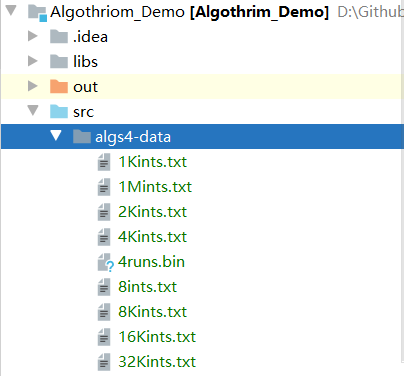 Algothriom_Demo [Algothrim_Demo] D:\Github
.idea
libs
out
src
algs4-data
1Kints.txt
1Mints.txt
2Kints.txt
4Kints.txt
4runs.bin
8ints.txt
8Kints.txt
16Kints.txt
32Kints.txt